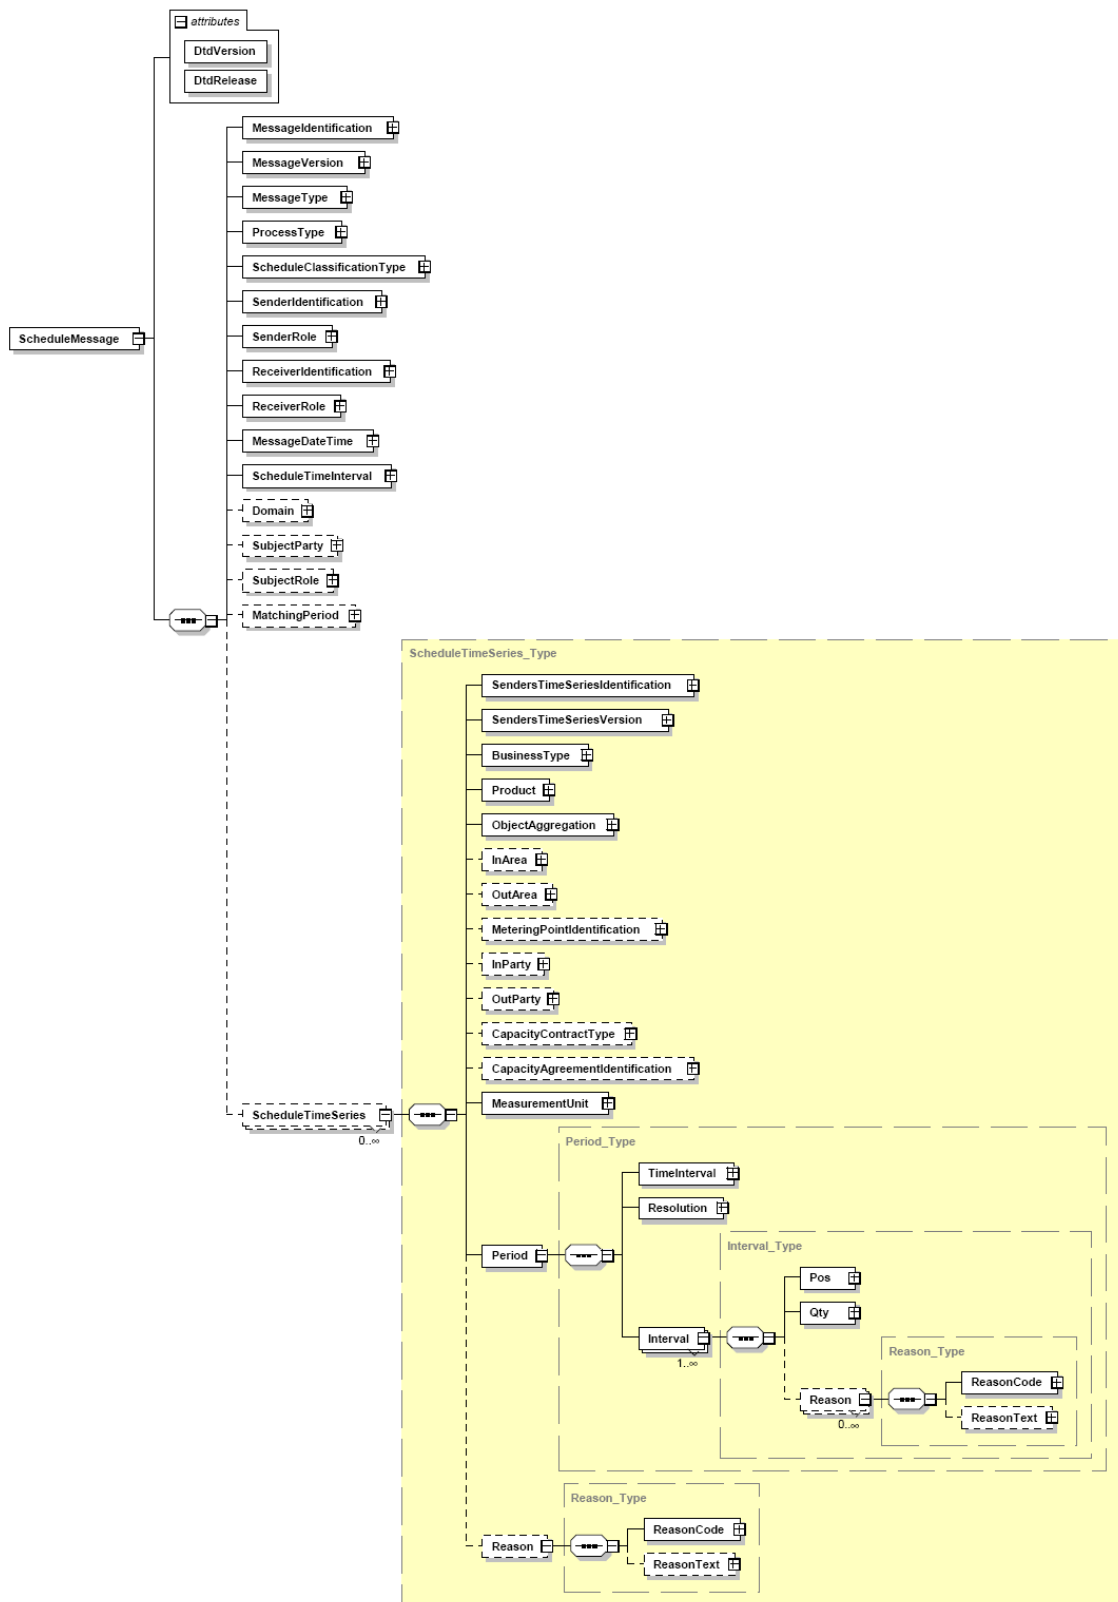 attributes
DtdVersion
DtdRelease
MessageIdentification
MessageVersion
MessageType
ProcessType
ScheduleClassificationType
SenderIdentification
SenderRole
ScheduleMessage
ReceiverIdentification
ReceiverRole
MessageDateTime
ScheduleTimeInterval
Domain
SubjectParty
SubjectRole
MatchingPeriod
ScheduleTimeSeries_Type
SendersTimeSeriesIdentification
SendersTimeSeriesVersion
BusinessType
Product
ObjectAggregation
InArea
OutArea
MeteringPointIdentification
InParty
OutParty
CapacityContractType
CapacityAgreementIdentification
MeasurementUnit
ScheduleTimeSeries
0..∞
Period_Type
TimeInterval
Resolution
Interval_Type
Period
Pos
Qty
Interval
1..∞
Reason_Type
ReasonCode
Reason
0..∞
ReasonText
Reason_Type
ReasonCode
Reason
ReasonText